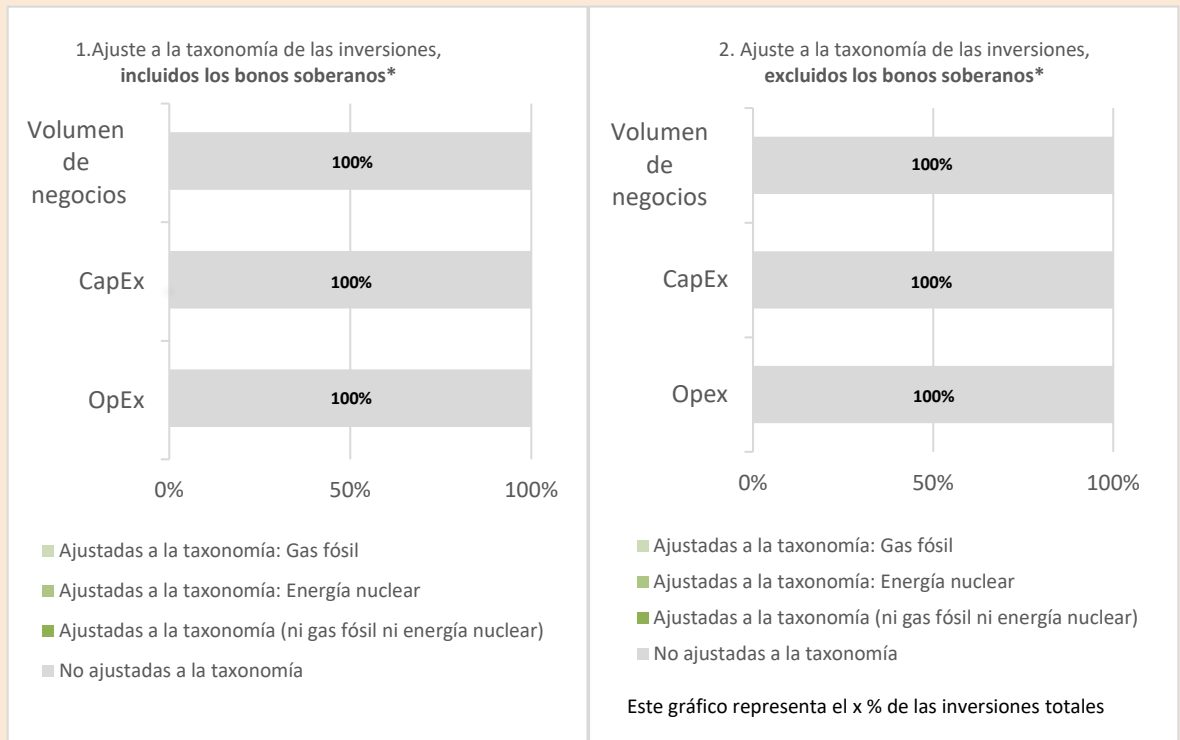 1.Ajuste a la taxonomía de las inversiones,
incluidos los bonos soberanos*
Volumen
de
negocios
100%
CapEx
100%
OpEx
100%
0%
50%
100%
Ajustadas a la taxonomía: Gas fósil
Ajustadas a la taxonomía: Energía nuclear
Ajustadas a la taxonomía (ni gas fósil ni energía nuclear)
No ajustadas a la taxonomía
2. Ajuste a la taxonomía de las inversiones,
excluidos los bonos soberanos*
Volumen
de
negocios
100%
CapEx
100%
Opex
100%
0%
50%
100%
Ajustadas a la taxonomía: Gas fósil
Ajustadas a la taxonomía: Energía nuclear
Ajustadas a la taxonomía (ni gas fósil ni energía nuclear)
No ajustadas a la taxonomía
Este gráfico representa el x % de las inversiones totales